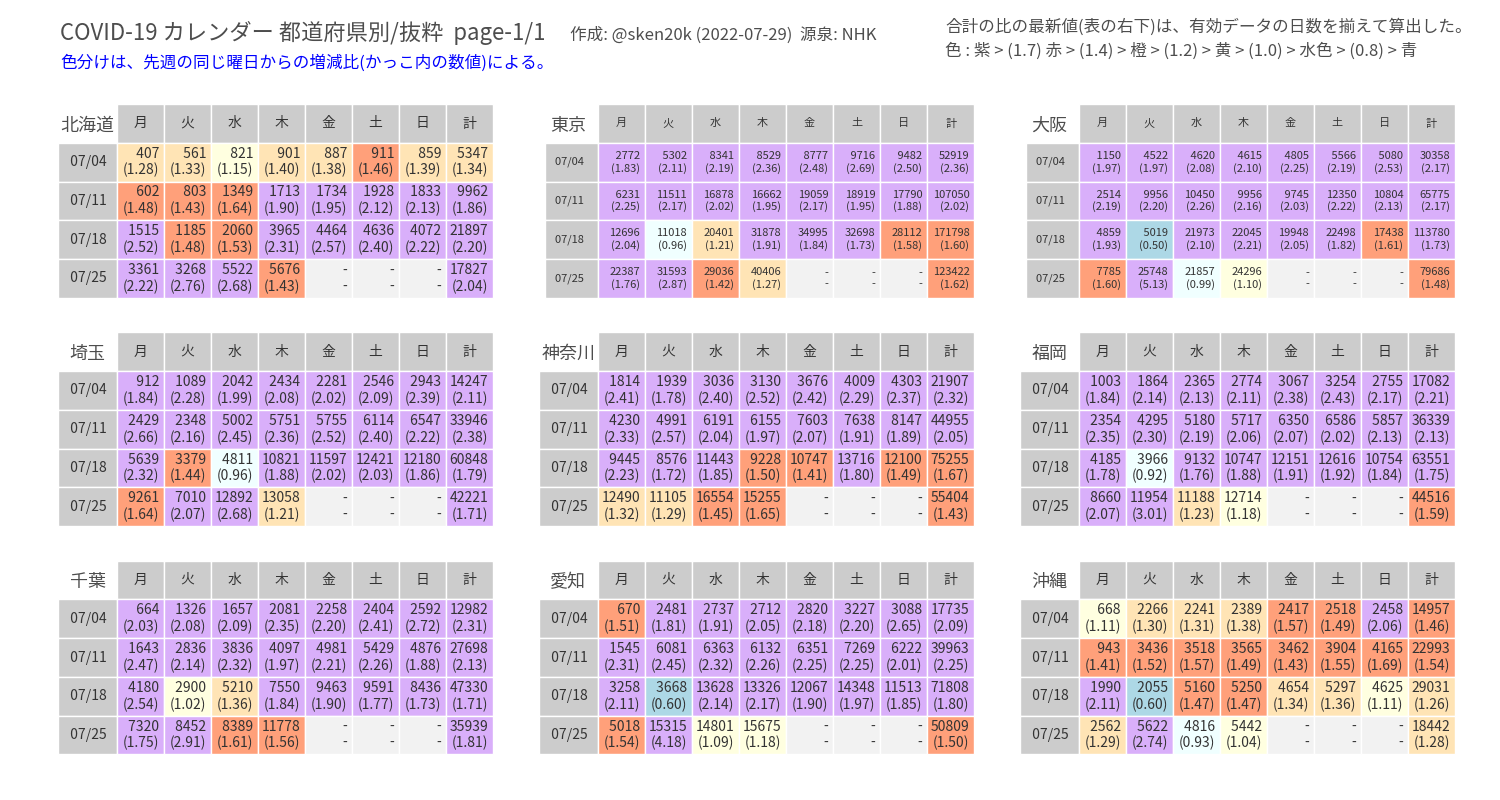 COVID-19 カレンダー 都道府県別/抜粋 page-1/1 作成: @sken20k (2022-07-29) 源泉: NHK
合計の比の最新値(表の右下)は、有効データの日数を揃えて算出した。
色分けは、先週の同じ曜日からの増減比(かっこ内の数値)による。
色 : 紫 > (1.7) 赤 > (1.4) > 橙 > (1.2) > 黄 > (1.0) > 水色 > (0.8) > 青
北海道 月 火 水 木 金 土 日 計
07/04 407 561 821 901 887 911 859 5347
(1.28) (1.33) (1.15) (1.40) (1.38) (1.46) (1.39) (1.34)
07/11 602 803 1349 1713 1734 1928 1833 9962
(1.48) (1.43) (1.64) (1.90) (1.95) (2.12) (2.13) (1.86)
07/18 1515 1185 2060 3965 4464 4636 4072 21897
(2.52) (1.48) (1.53) (2.31) (2.57) (2.40) (2.22) (2.20)
07/25 3361 3268 5522 5676 - - - 17827
(2.22) (2.76) (2.68) (1.43) - - - (2.04)
東京 月 火 水 木 金 土 日 計
07/04 2772 5302 8341 8529 8777 9716 9482 52919
(1.83) (2.11) (2.19) (2.36) (2.48) (2.69) (2.50) (2.36)
07/11 6231 11511 16878 16662 19059 18919 17790 107050
(2.25) (2.17) (2.02) (1.95) (2.17) (1.95) (1.88) (2.02)
07/18 12696 11018 20401 31878 34995 32698 28112 171798
(2.04) (0.96) (1.21) (1.91) (1.84) (1.73) (1.58) (1.60)
07/25 22387 31593 29036 40406 - - - 123422
(1.76) (2.87) (1.42) (1.27) - - - (1.62)
大阪 月 火 水 木 金 土 日 計
07/04 1150 4522 4620 4615 4805 5566 5080 30358
(1.97) (1.97) (2.08) (2.10) (2.25) (2.19) (2.53) (2.17)
07/11 2514 9956 10450 9956 9745 12350 10804 65775
(2.19) (2.20) (2.26) (2.16) (2.03) (2.22) (2.13) (2.17)
07/18 4859 5019 21973 22045 19948 22498 17438 113780
(1.93) (0.50) (2.10) (2.21) (2.05) (1.82) (1.61) (1.73)
07/25 7785 25748 21857 24296 - - - 79686
(1.60) (5.13) (0.99) (1.10) - - - (1.48)
埼玉 月 火 水 木 金 土 日 計
07/04 912 1089 2042 2434 2281 2546 2943 14247
(1.84) (2.28) (1.99) (2.08) (2.02) (2.09) (2.39) (2.11)
07/11 2429 2348 5002 5751 5755 6114 6547 33946
(2.66) (2.16) (2.45) (2.36) (2.52) (2.40) (2.22) (2.38)
07/18 5639 3379 4811 10821 11597 12421 12180 60848
(2.32) (1.44) (0.96) (1.88) (2.02) (2.03) (1.86) (1.79)
07/25 9261 7010 12892 13058 - - - 42221
(1.64) (2.07) (2.68) (1.21) - - - (1.71)
神奈川 月 火 水 木 金 土 日 計
07/04 1814 1939 3036 3130 3676 4009 4303 21907
(2.41) (1.78) (2.40) (2.52) (2.42) (2.29) (2.37) (2.32)
07/11 4230 4991 6191 6155 7603 7638 8147 44955
(2.33) (2.57) (2.04) (1.97) (2.07) (1.91) (1.89) (2.05)
07/18 9445 8576 11443 9228 10747 13716 12100 75255
(2.23) (1.72) (1.85) (1.50) (1.41) (1.80) (1.49) (1.67)
07/25 12490 11105 16554 15255 - - - 55404
(1.32) (1.29) (1.45) (1.65) - - - (1.43)
福岡 月 火 水 木 金 土 日 計
07/04 1003 1864 2365 2774 3067 3254 2755 17082
(1.84) (2.14) (2.13) (2.11) (2.38) (2.43) (2.17) (2.21)
07/11 2354 4295 5180 5717 6350 6586 5857 36339
(2.35) (2.30) (2.19) (2.06) (2.07) (2.02) (2.13) (2.13)
07/18 4185 3966 9132 10747 12151 12616 10754 63551
(1.78) (0.92) (1.76) (1.88) (1.91) (1.92) (1.84) (1.75)
07/25 8660 11954 11188 12714 - - - 44516
(2.07) (3.01) (1.23) (1.18) - - - (1.59)
千葉 月 火 水 木 金 土 日 計
07/04 664 1326 1657 2081 2258 2404 2592 12982
(2.03) (2.08) (2.09) (2.35) (2.20) (2.41) (2.72) (2.31)
07/11 1643 2836 3836 4097 4981 5429 4876 27698
(2.47) (2.14) (2.32) (1.97) (2.21) (2.26) (1.88) (2.13)
07/18 4180 2900 5210 7550 9463 9591 8436 47330
(2.54) (1.02) (1.36) (1.84) (1.90) (1.77) (1.73) (1.71)
07/25 7320 8452 8389 11778 - - - 35939
(1.75) (2.91) (1.61) (1.56) - - - (1.81)
愛知 月 火 水 木 金 土 日 計
07/04 670 2481 2737 2712 2820 3227 3088 17735
(1.51) (1.81) (1.91) (2.05) (2.18) (2.20) (2.65) (2.09)
07/11 1545 6081 6363 6132 6351 7269 6222 39963
(2.31) (2.45) (2.32) (2.26) (2.25) (2.25) (2.01) (2.25)
07/18 3258 3668 13628 13326 12067 14348 11513 71808
(2.11) (0.60) (2.14) (2.17) (1.90) (1.97) (1.85) (1.80)
07/25 5018 15315 14801 15675 - - - 50809
(1.54) (4.18) (1.09) (1.18) - - - (1.50)
沖縄 月 火 水 木 金 土 日 計
07/04 668 2266 2241 2389 2417 2518 2458 14957
(1.11) (1.30) (1.31) (1.38) (1.57) (1.49) (2.06) (1.46)
07/11 943 3436 3518 3565 3462 3904 4165 22993
(1.41) (1.52) (1.57) (1.49) (1.43) (1.55) (1.69) (1.54)
07/18 1990 2055 5160 5250 4654 5297 4625 29031
(2.11) (0.60) (1.47) (1.47) (1.34) (1.36) (1.11) (1.26)
07/25 2562 5622 4816 5442 - - - 18442
(1.29) (2.74) (0.93) (1.04) - - - (1.28)